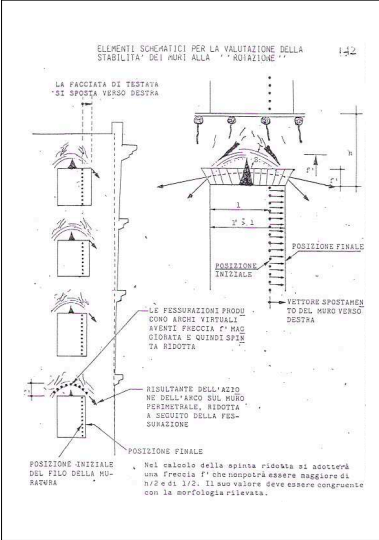 ELEMENTI SCHEMATICI PER LA VALUTAZIONE DELLA
STABILITA' DEI MURI ALLA ''ROTAZIONE''
142
LA FACCIATA DI TESTATA
SI SPOSTA VERSO DESTRA
h
f'
f'
l
l' > l
POSIZIONE FINALE
POSIZIONE
INIZIALE
VETTORE SPOSTAMEN
TO DEL MURO VERSO
DESTRA
LE FESSURAZIONI PRODU
CONO ARCHI VIRTUALI
AVENTI FRECCIA f' MAG
GIORATA E QUINDI SPIN
TA RIDOTTA
RISULTANTE DELL'AZIO
NE DELL'ARCO SUL MURO
PERIMETRALE, RIDOTTA
A SEGUITO DELLA FES-
SURAZIONE
POSIZIONE FINALE
POSIZIONE INIZIALE
DEL FILO DELLA MU-
RATURA
Nel calcolo della spinta ridotta si adotterà
una freccia f' che nonpotrà essere maggiore di
h/2 e di l/2. Il suo valore deve essere congruente
con la morfologia rilevata.